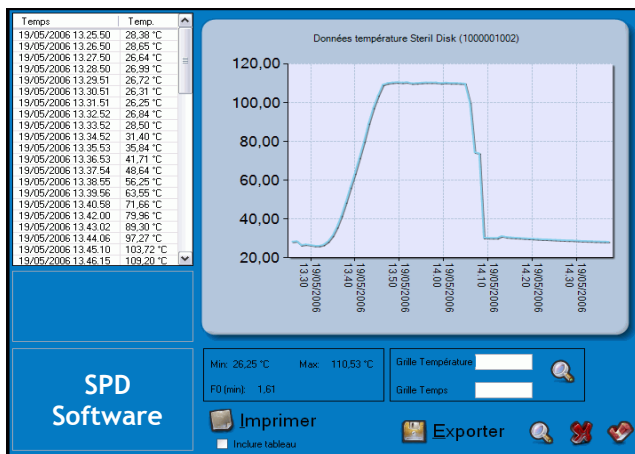 Temps Temp.
19/05/2006 13.25.50 28,38 °C
19/05/2006 13.26.50 28,65 °C
19/05/2006 13.27.50 26,64 °C
19/05/2006 13.28.50 26,99 °C
19/05/2006 13.29.51 26,72 °C
19/05/2006 13.30.51 26,31 °C
19/05/2006 13.31.51 26,25 °C
19/05/2006 13.32.52 26,84 °C
19/05/2006 13.33.52 28,50 °C
19/05/2006 13.34.52 31,40 °C
19/05/2006 13.35.53 35,84 °C
19/05/2006 13.36.53 41,71 °C
19/05/2006 13.37.54 48,64 °C
19/05/2006 13.38.55 56,25 °C
19/05/2006 13.39.56 63,55 °C
19/05/2006 13.40.58 71,66 °C
19/05/2006 13.42.00 79,96 °C
19/05/2006 13.43.02 89,30 °C
19/05/2006 13.44.06 97,27 °C
19/05/2006 13.45.10 103,72 °C
19/05/2006 13.46.15 109,20 °C
Données température Steril Disk (1000001002)
120,00
100,00
80,00
60,00
40,00
20,00
19/05/2006
13.30
19/05/2006
13.40
19/05/2006
13.50
19/05/2006
14.00
19/05/2006
14.10
19/05/2006
14.20
19/05/2006
14.30
SPD
Software
Min: 26,25 °C Max: 110,53 °C
F0 (min): 1,61
Grille Température
Grille Temps
Imprimer
Inclure tableau
Exporter